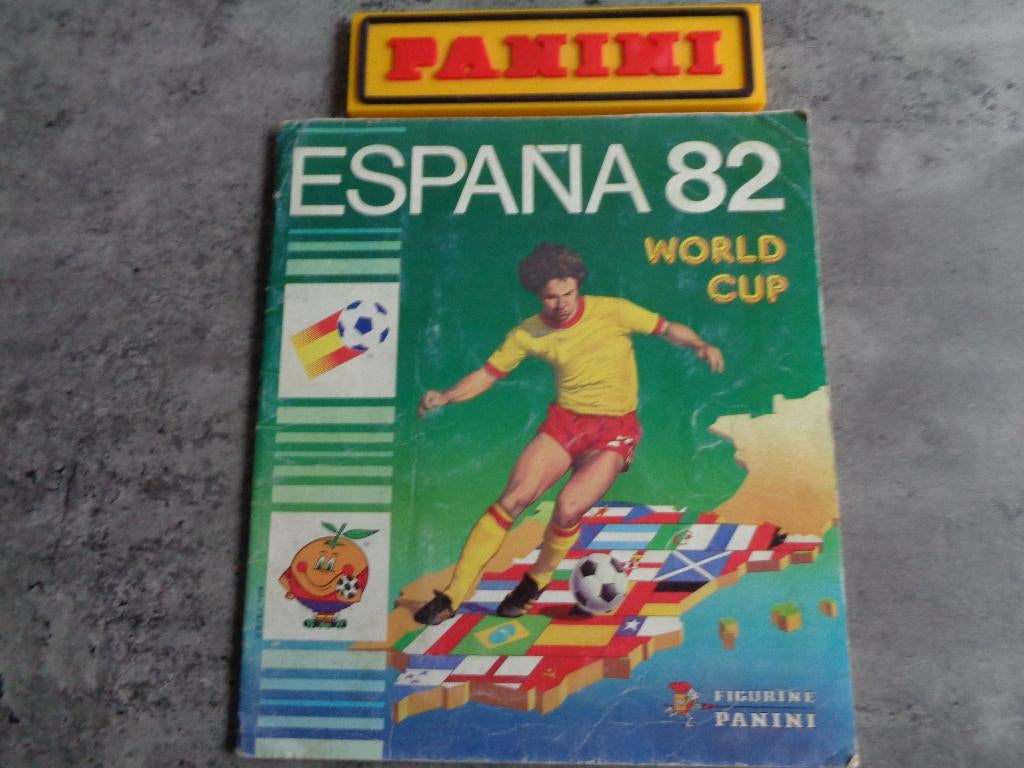 PANINI
ESPAÑA 82
WORLD
CUP
FIGURINE
PANINI